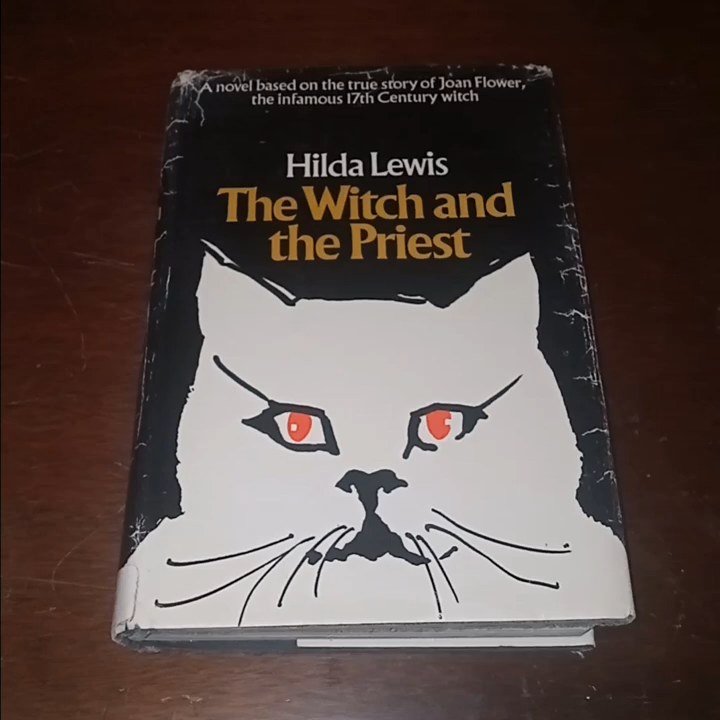 A novel based on the true story of Joan Flower,
the infamous 17th Century witch
Hilda Lewis
The Witch and
the Priest